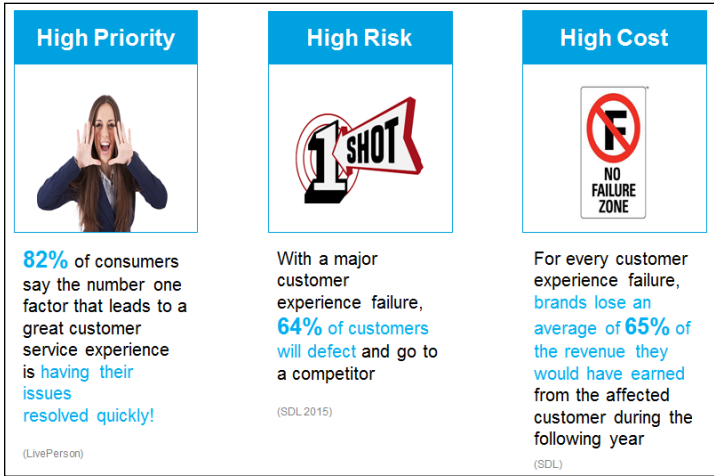 High Priority
82% of consumers
say the number one
factor that leads to a
great customer
service experience
is having their
issues
resolved quickly!
(LivePerson)
High Risk
1 SHOT
With a major
customer
experience failure,
64% of customers
will defect and go to
a competitor
(SDL 2015)
High Cost
F
NO
FAILURE
ZONE
For every customer
experience failure,
brands lose an
average of 65% of
the revenue they
would have earned
from the affected
customer during the
following year
(SDL)